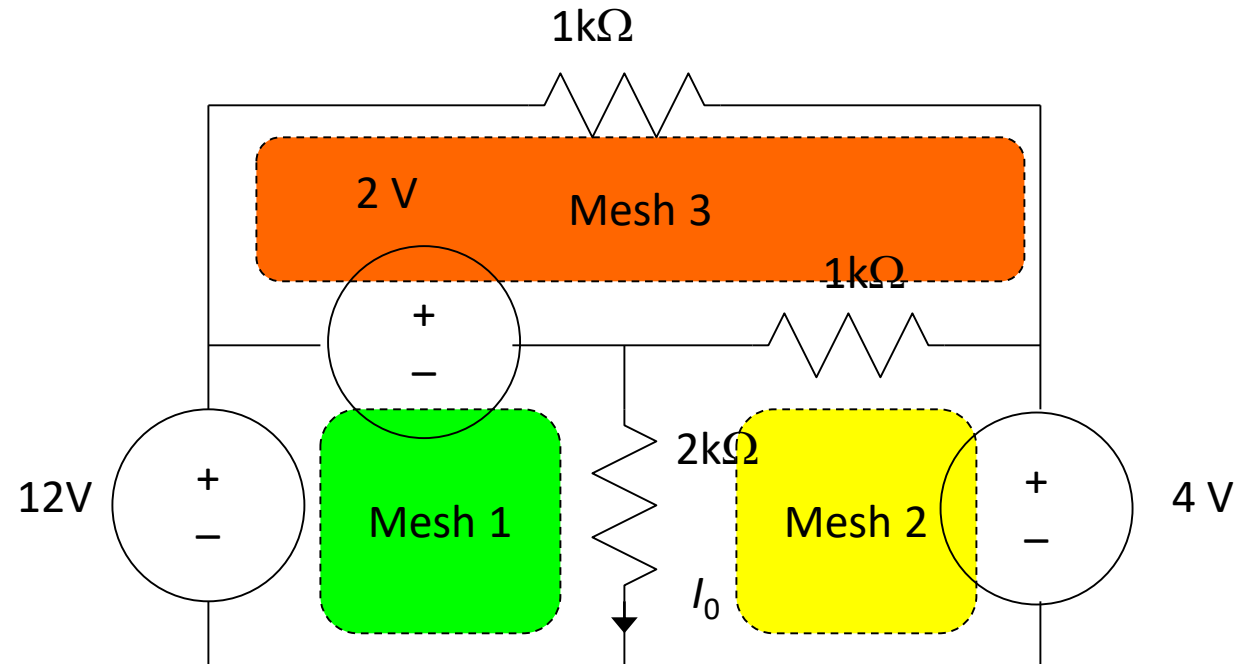 1kΩ
2 V
Mesh 3
1kΩ
+
–
2kΩ
12V
+
–
Mesh 1
Mesh 2
+
–
4 V
I0